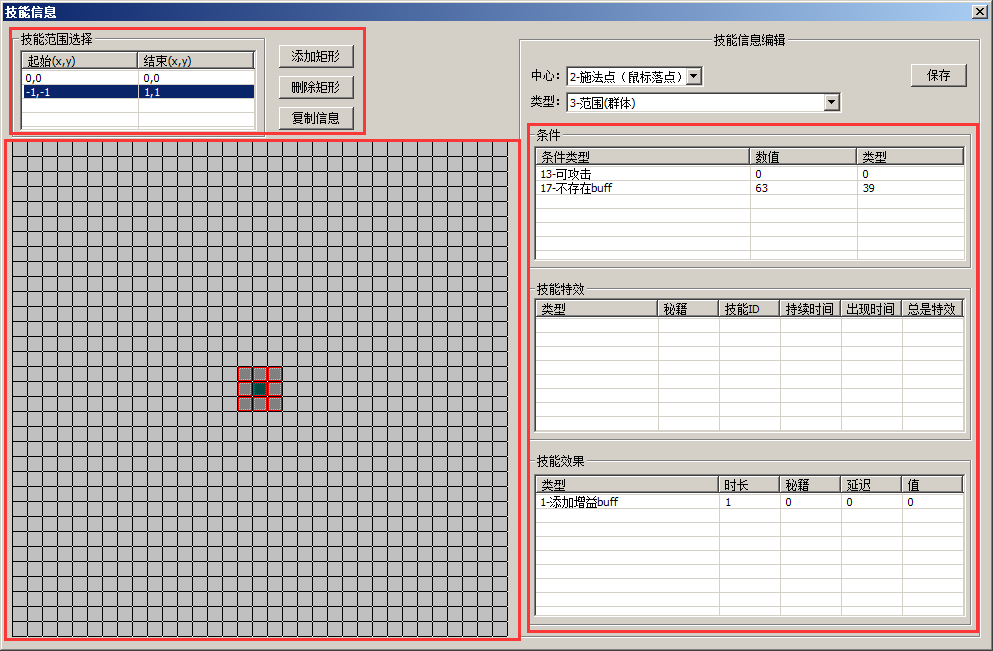 技能信息
技能范围选择
起始(x,y) 结束(x,y)
0,0 0,0
-1,-1 1,1
添加矩形
删除矩形
复制信息
技能信息编辑
中心： 2-施法点（鼠标落点）
保存
类型： 3-范围(群体)
条件
条件类型 数值 类型
13-可攻击 0 0
17-不存在buff 63 39
技能特效
类型 秘籍 技能ID 持续时间 出现时间 总是特效
技能效果
类型 时长 秘籍 延迟 值
1-添加增益buff 1 0 0 0